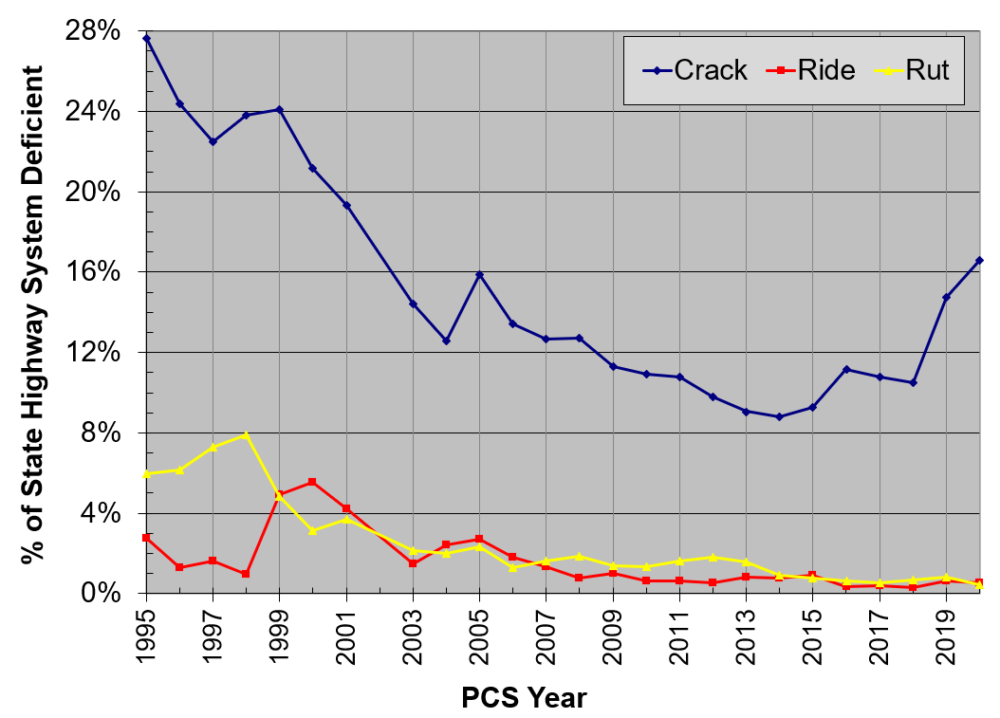 28%
24%
20%
16%
12%
8%
4%
0%
% of State Highway System Deficient
Crack Ride Rut
1995 1997 1999 2001 2003 2005 2007 2009 2011 2013 2015 2017 2019
PCS Year